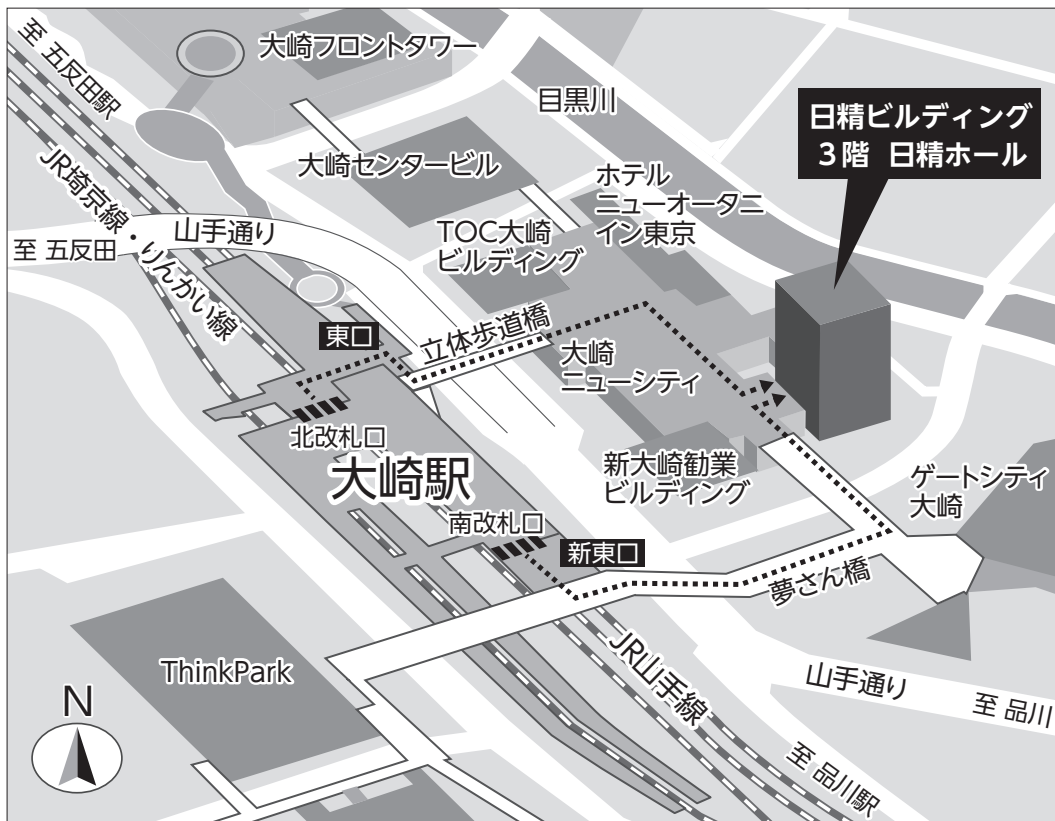 至 五反田駅
大崎フロントタワー
目黒川
日精ビルディング
3階 日精ホール
大崎センタービル
ホテル
ニューオータニ
イン東京
JR埼京線・りんかい線
山手通り
至 五反田
TOC大崎
ビルディング
東口
立体歩道橋
大崎
ニューシティ
北改札口
大崎駅
新大崎勧業
ビルディング
ゲートシティ
大崎
南改札口
新東口
夢さん橋
ThinkPark
JR山手線
山手通り
至 品川
N
至 品川駅